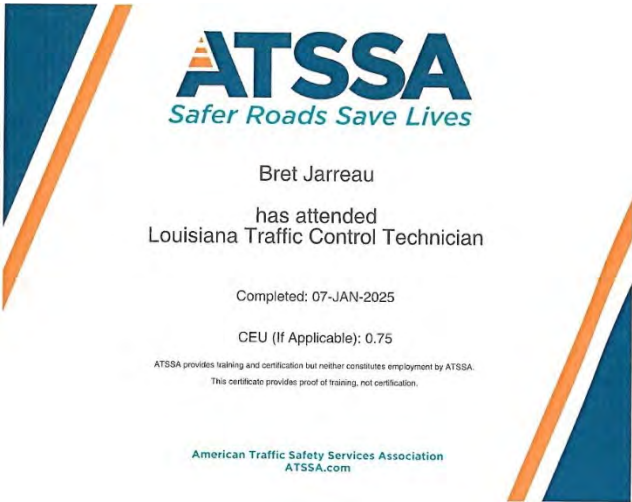 ATSSA
Safer Roads Save Lives
Bret Jarreau
has attended
Louisiana Traffic Control Technician
Completed: 07-JAN-2025
CEU (If Applicable): 0.75
ATSSA provides training and certification but neither constitutes employment by ATSSA.
This certificate provides proof of training, not certification.
American Traffic Safety Services Association
ATSSA.com